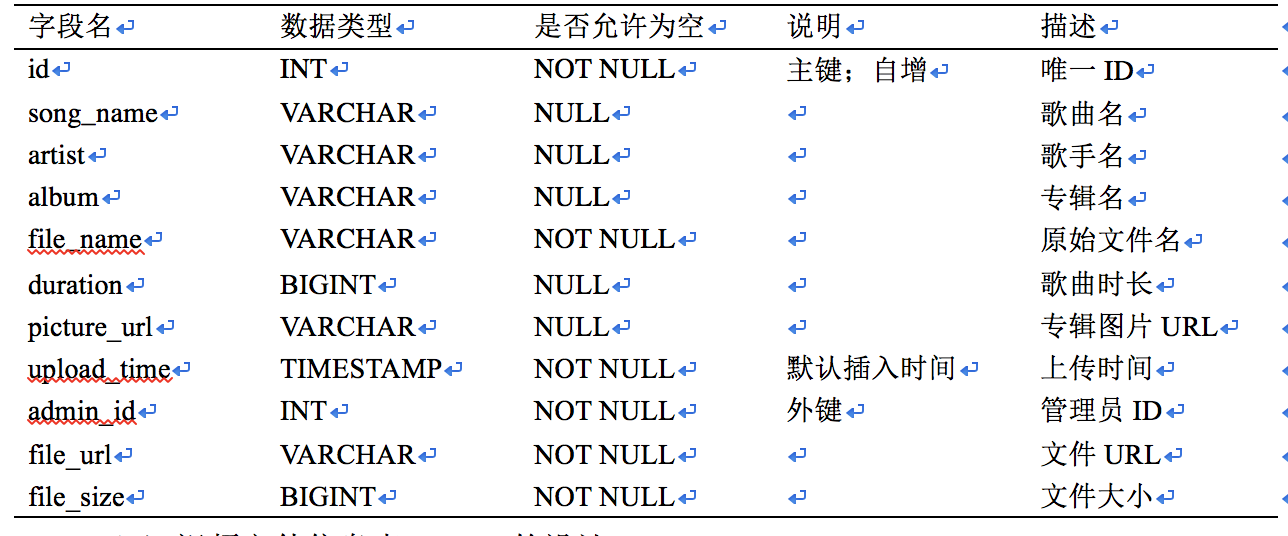 字段名 数据类型 是否允许为空 说明 描述
id INT NOT NULL 主键；自增 唯一 ID
song_name VARCHAR NULL 歌曲名
artist VARCHAR NULL 歌手名
album VARCHAR NULL 专辑名
file_name VARCHAR NOT NULL 原始文件名
duration BIGINT NULL 歌曲时长
picture_url VARCHAR NULL 专辑图片 URL
upload_time TIMESTAMP NOT NULL 默认插入时间 上传时间
admin_id INT NOT NULL 外键 管理员 ID
file_url VARCHAR NOT NULL 文件 URL
file_size BIGINT NOT NULL 文件大小